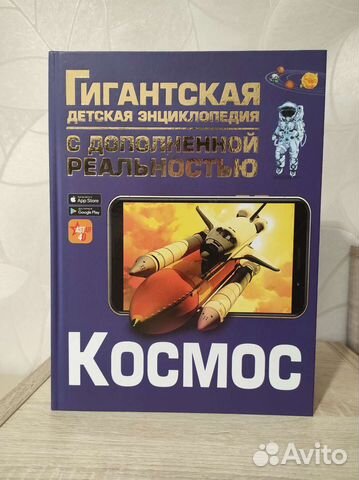 Гигантская
детская энциклопедия
с дополненной
реальностью
App Store
Google Play
АСТ
Космос
Avito